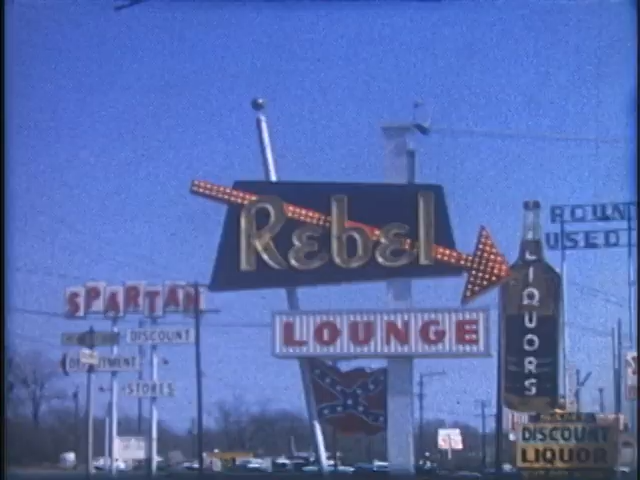 Rebel
LOUNGE
LIQUORS
ROUN
USED
SPARTAN
DISCOUNT
DEPARTMENT
STORES
DISCOUNT
LIQUOR